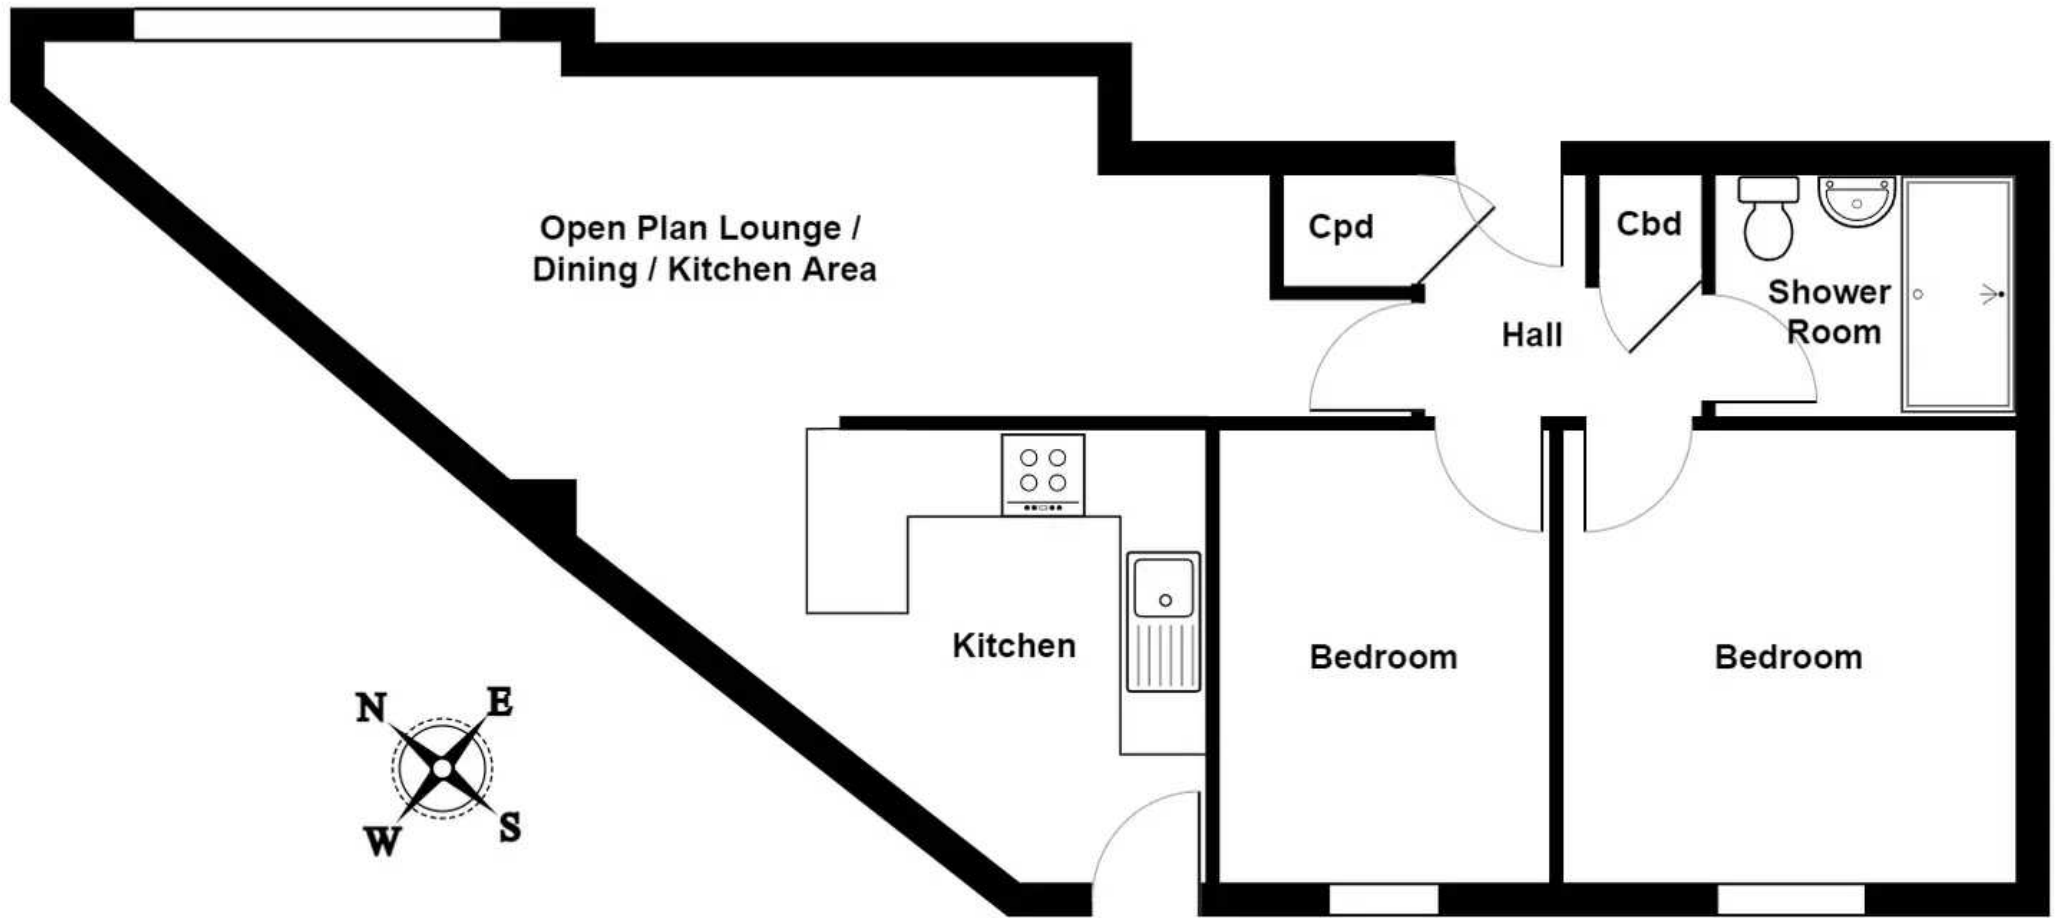 Open Plan Lounge /
Dining / Kitchen Area
Cpd
Cbd
Shower
Room
Hall
Kitchen
Bedroom
Bedroom
N
E
W
S